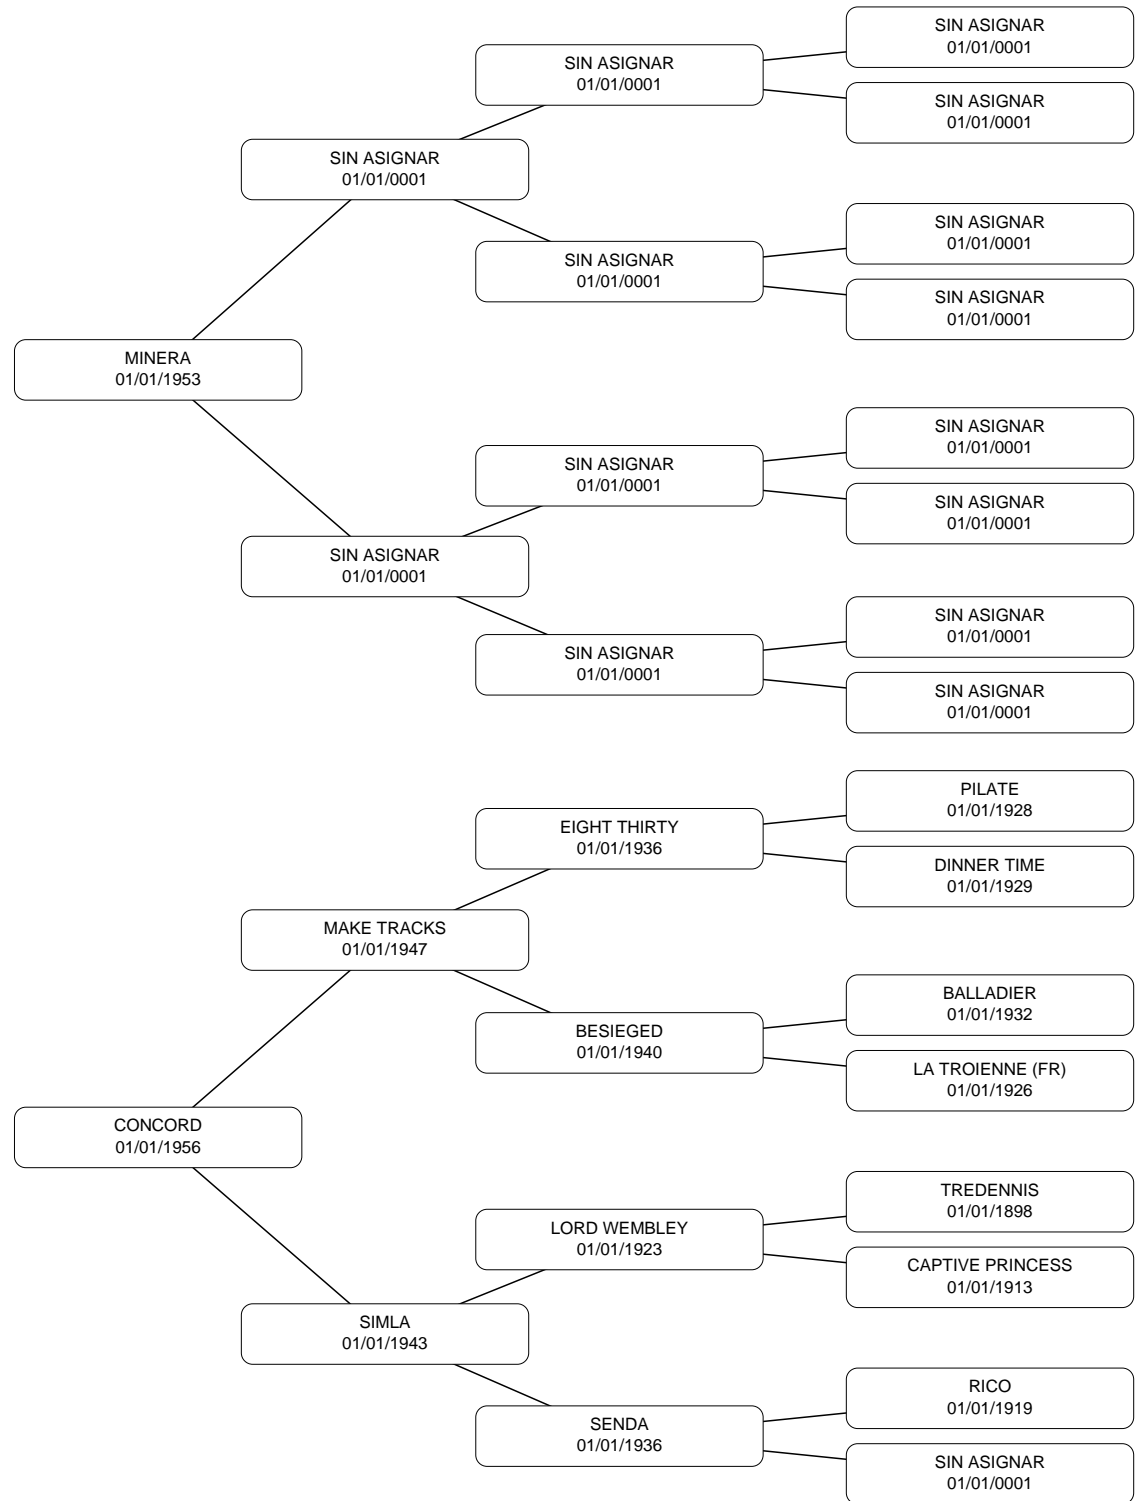 SIN ASIGNAR
01/01/0001
SIN ASIGNAR
01/01/0001
SIN ASIGNAR
01/01/0001
SIN ASIGNAR
01/01/0001
SIN ASIGNAR
01/01/0001
SIN ASIGNAR
01/01/0001
SIN ASIGNAR
01/01/0001
MINERA
01/01/1953
SIN ASIGNAR
01/01/0001
SIN ASIGNAR
01/01/0001
SIN ASIGNAR
01/01/0001
SIN ASIGNAR
01/01/0001
SIN ASIGNAR
01/01/0001
SIN ASIGNAR
01/01/0001
SIN ASIGNAR
01/01/0001
PILATE
01/01/1928
EIGHT THIRTY
01/01/1936
DINNER TIME
01/01/1929
MAKE TRACKS
01/01/1947
BALLADIER
01/01/1932
BESIEGED
01/01/1940
LA TROIENNE (FR)
01/01/1926
CONCORD
01/01/1956
TREDENNIS
01/01/1898
LORD WEMBLEY
01/01/1923
CAPTIVE PRINCESS
01/01/1913
SIMLA
01/01/1943
RICO
01/01/1919
SENDA
01/01/1936
SIN ASIGNAR
01/01/0001